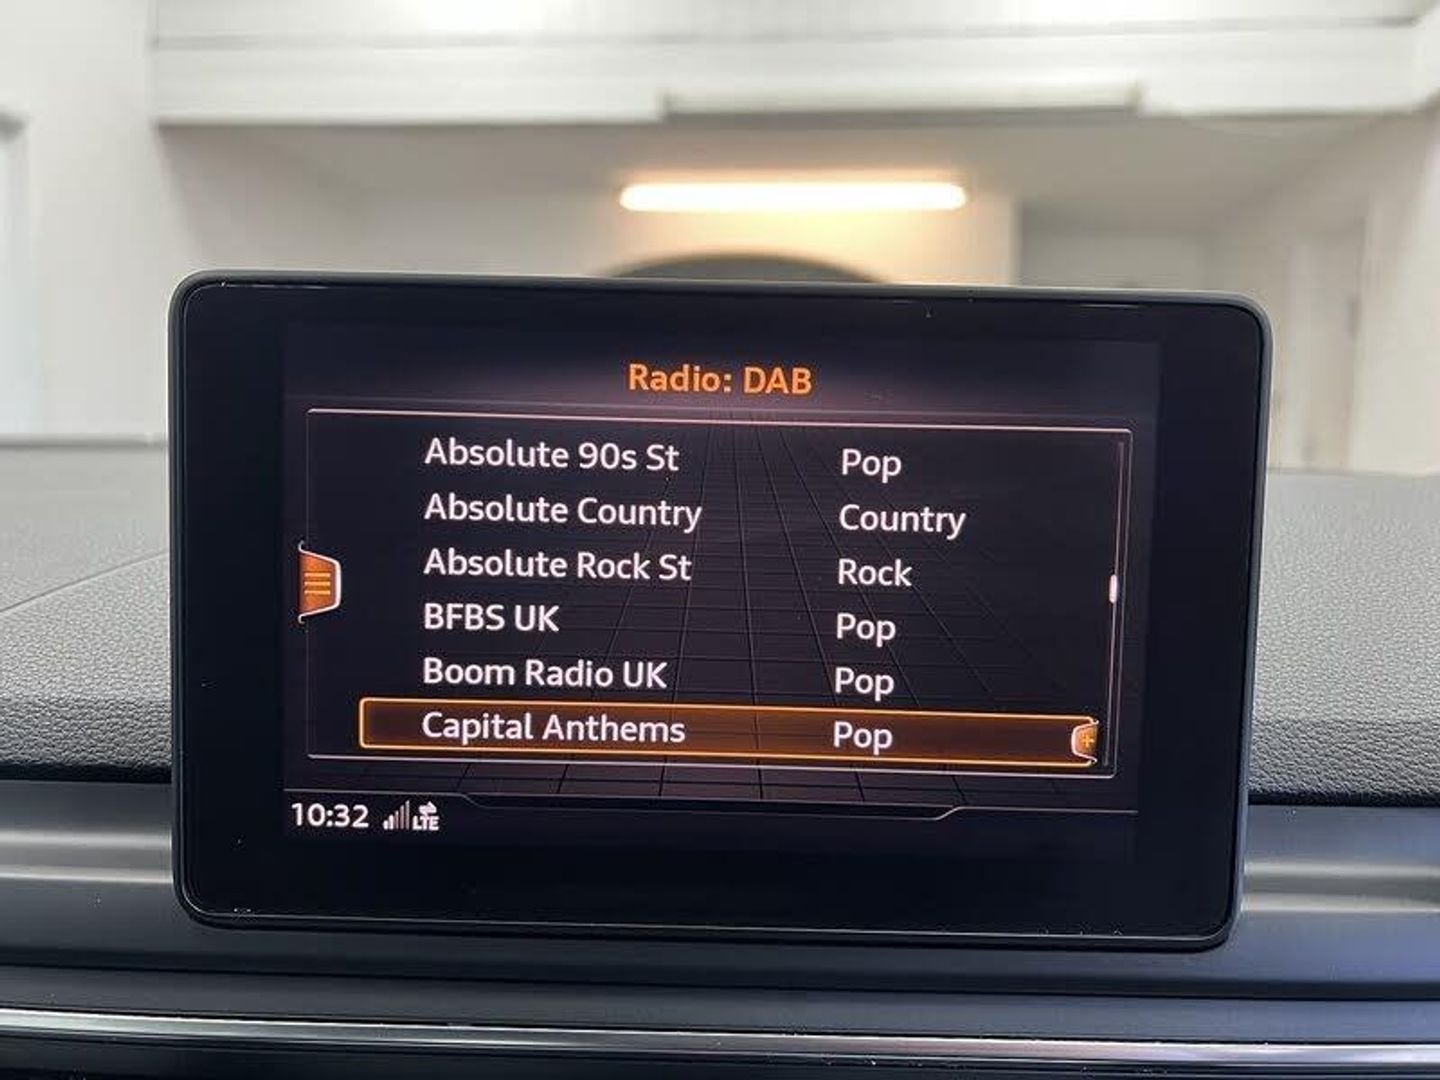 Radio: DAB
Absolute 90s St Pop
Absolute Country Country
Absolute Rock St Rock
BFBS UK Pop
Boom Radio UK Pop
Capital Anthems Pop
10:32 LTE